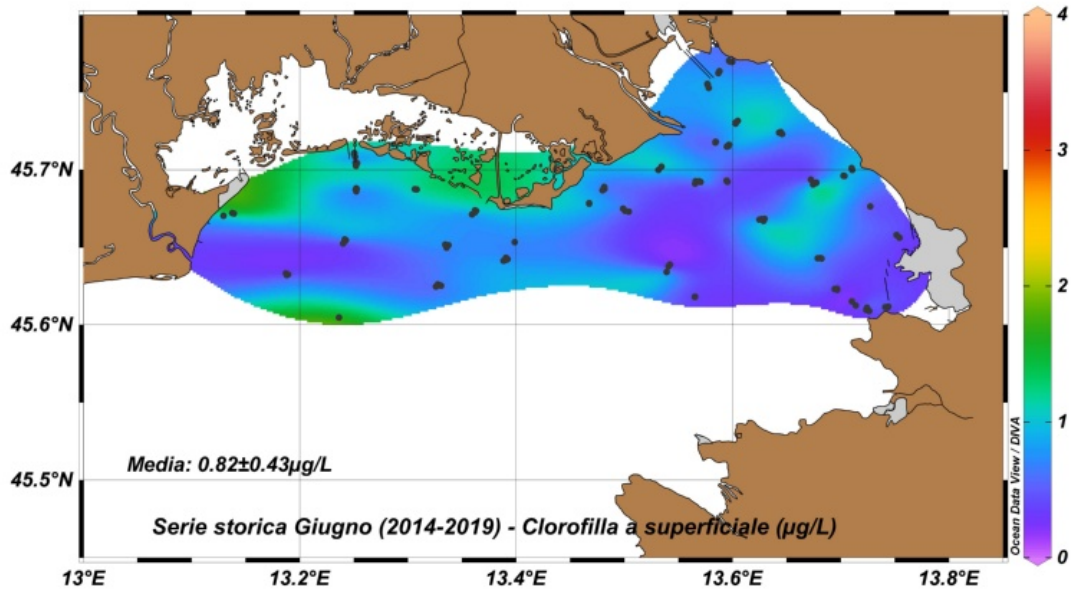 4
3
2
1
0
45.7°N
45.6°N
45.5°N
Media: 0.82±0.43µg/L
Serie storica Giugno (2014-2019) - Clorofilla a superficiale (µg/L)
Ocean Data View / DIVA
13°E
13.2°E
13.4°E
13.6°E
13.8°E